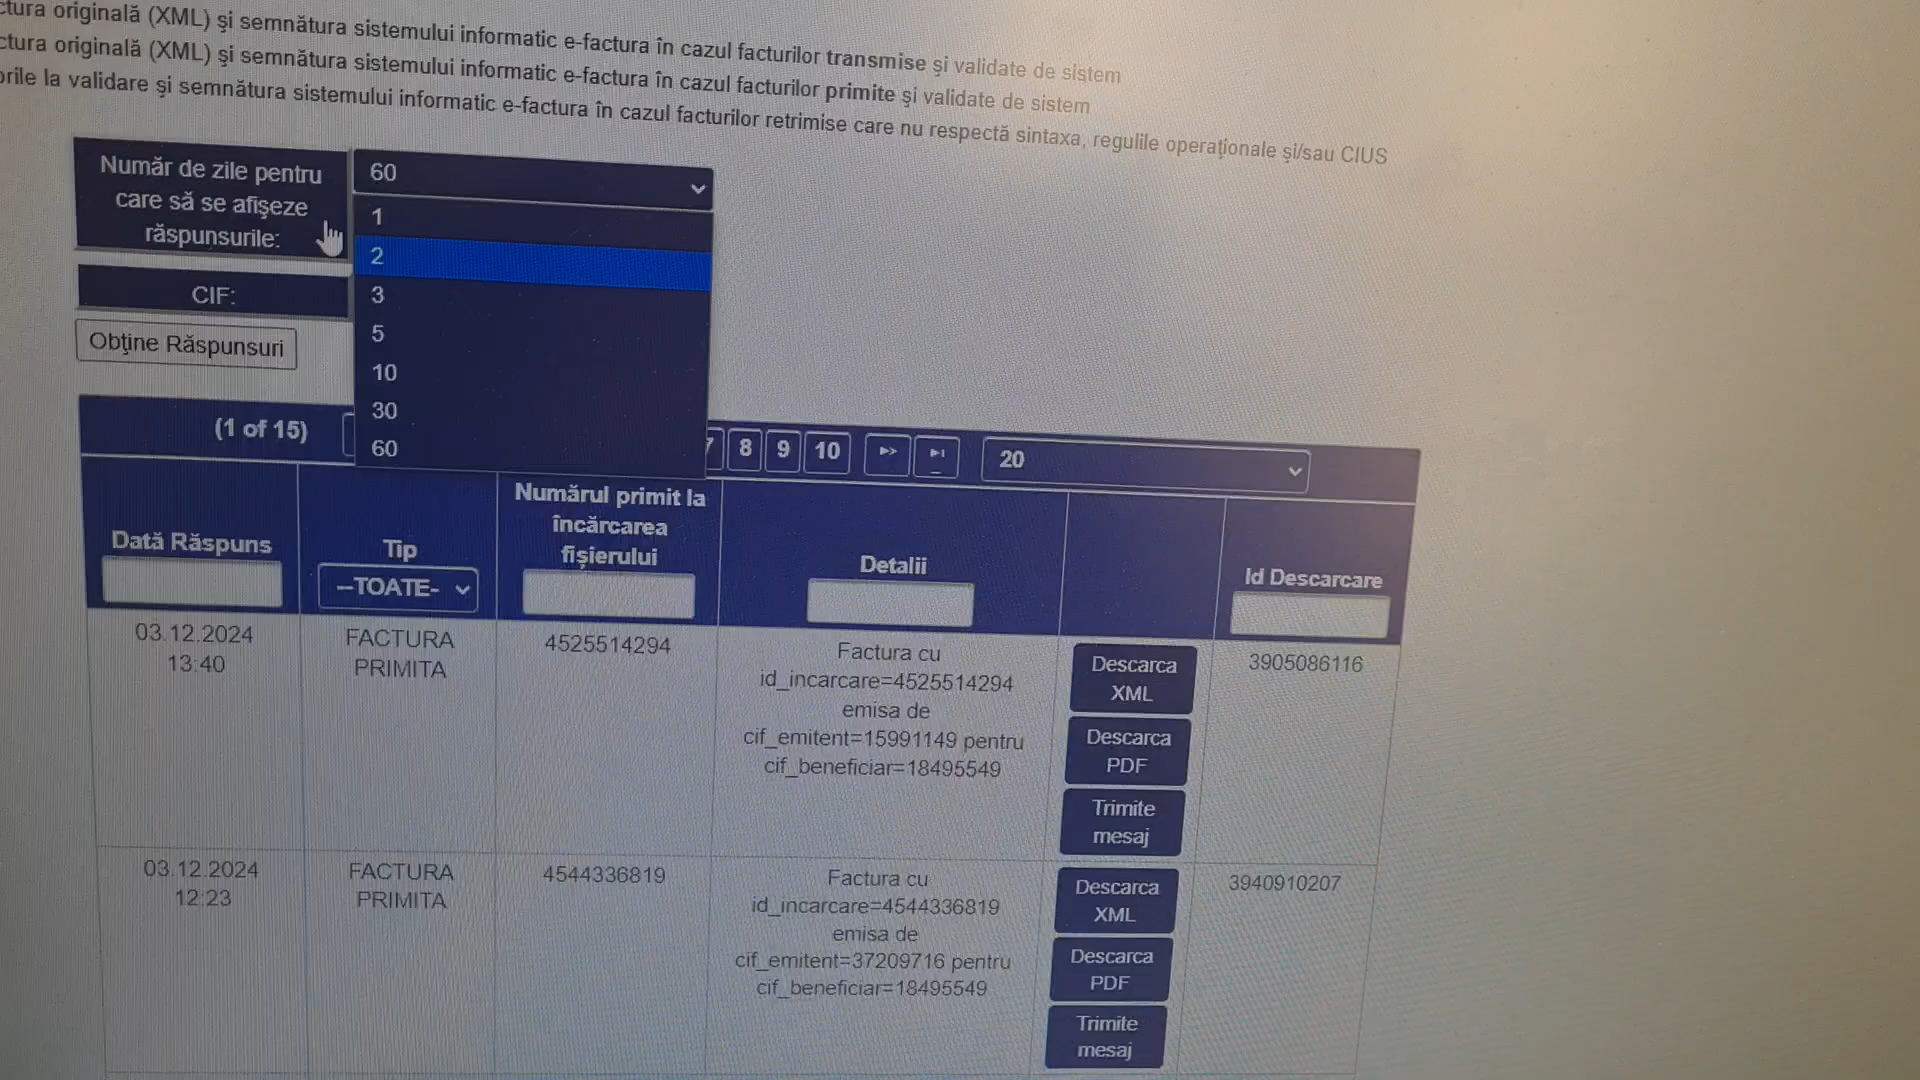 ctura originală (XML) şi semnătura sistemului informatic e-factura în cazul facturilor transmise şi validate de sistem
ctura originală (XML) şi semnătura sistemului informatic e-factura în cazul facturilor primite şi validate de sistem
orile la validare şi semnătura sistemului informatic e-factura în cazul facturilor retrimise care nu respectă sintaxa, regulile operaţionale şi/sau CIUS
Număr de zile pentru
care să se afişeze
răspunsurile:
60
1
2
3
5
10
30
60
CIF:
Obţine Răspunsuri
(1 of 15)
7 8 9 10
20
Dată Răspuns
Tip
--TOATE-
Numărul primit la
încărcarea
fişierului
Detalii
Id Descarcare
03.12.2024
13:40
FACTURA
PRIMITA
4525514294
Factura cu
id_incarcare=4525514294
emisa de
cif_emitent=15991149 pentru
cif_beneficiar=18495549
Descarca
XML
Descarca
PDF
Trimite
mesaj
3905086116
03.12.2024
12:23
FACTURA
PRIMITA
4544336819
Factura cu
id_incarcare=4544336819
emisa de
cif_emitent=37209716 pentru
cif_beneficiar=18495549
Descarca
XML
Descarca
PDF
Trimite
mesaj
3940910207